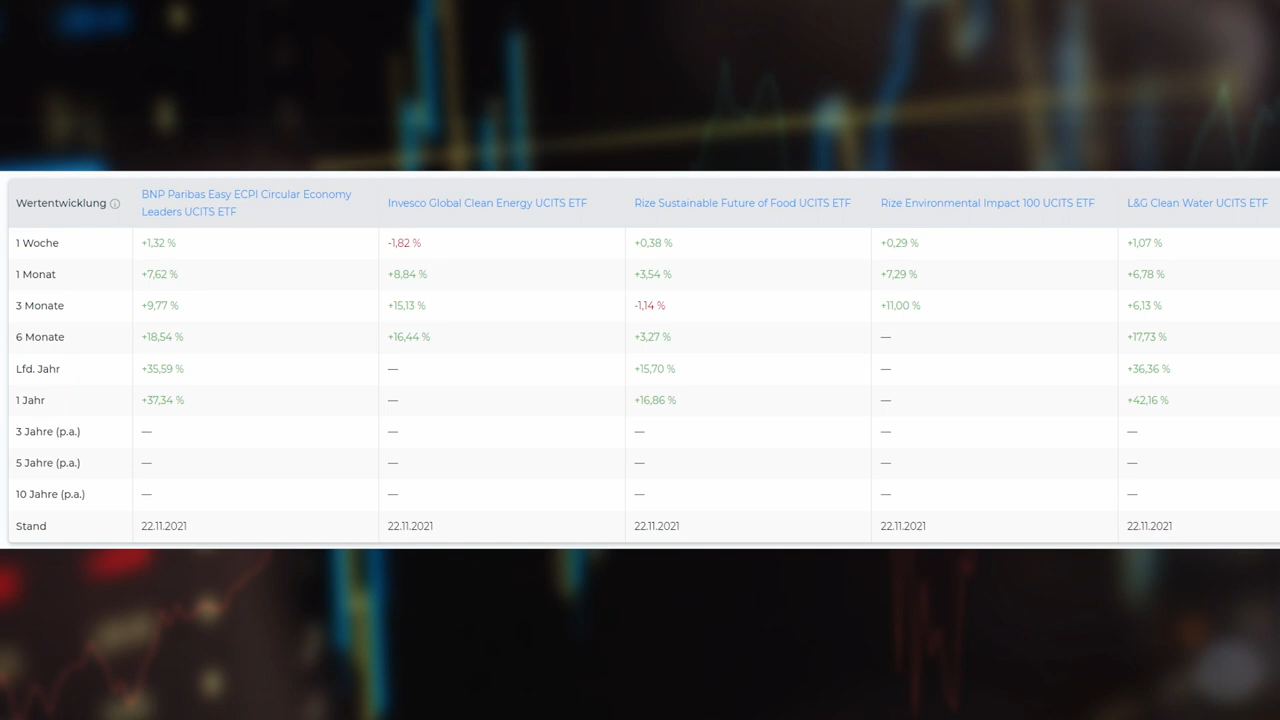 Wertentwicklung BNP Paribas Easy ECPI Circular Economy Leaders UCITS ETF Invesco Global Clean Energy UCITS ETF Rize Sustainable Future of Food UCITS ETF Rize Environmental Impact 100 UCITS ETF L&G Clean Water UCITS ETF
1 Woche +1,32 % -1,82 % +0,38 % +0,29 % +1,07 %
1 Monat +7,62 % +8,84 % +3,54 % +7,29 % +6,78 %
3 Monate +9,77 % +15,13 % -1,14 % +11,00 % +6,13 %
6 Monate +18,54 % +16,44 % +3,27 % — +17,73 %
Lfd. Jahr +35,59 % — +15,70 % — +36,36 %
1 Jahr +37,34 % — +16,86 % — +42,16 %
3 Jahre (p.a.) — — — — —
5 Jahre (p.a.) — — — — —
10 Jahre (p.a.) — — — — —
Stand 22.11.2021 22.11.2021 22.11.2021 22.11.2021 22.11.2021